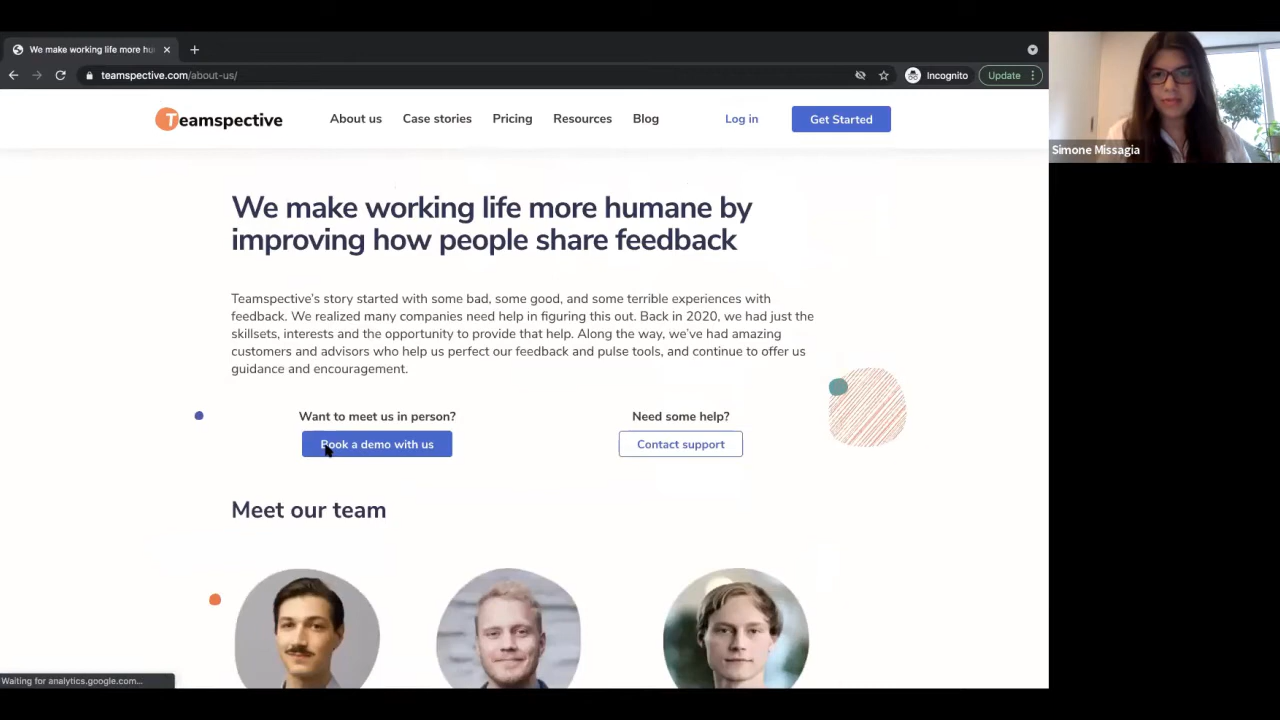 We make working life more hu
teamspective.com/about-us/
Incognito
Update
Teamspective
About us
Case stories
Pricing
Resources
Blog
Log in
Get Started
Simone Missagia
We make working life more humane by
improving how people share feedback
Teamspective's story started with some bad, some good, and some terrible experiences with
feedback. We realized many companies need help in figuring this out. Back in 2020, we had just the
skillsets, interests and the opportunity to provide that help. Along the way, we've had amazing
customers and advisors who help us perfect our feedback and pulse tools, and continue to offer us
guidance and encouragement.
Want to meet us in person?
Book a demo with us
Need some help?
Contact support
Meet our team
Waiting for analytics.google.com...